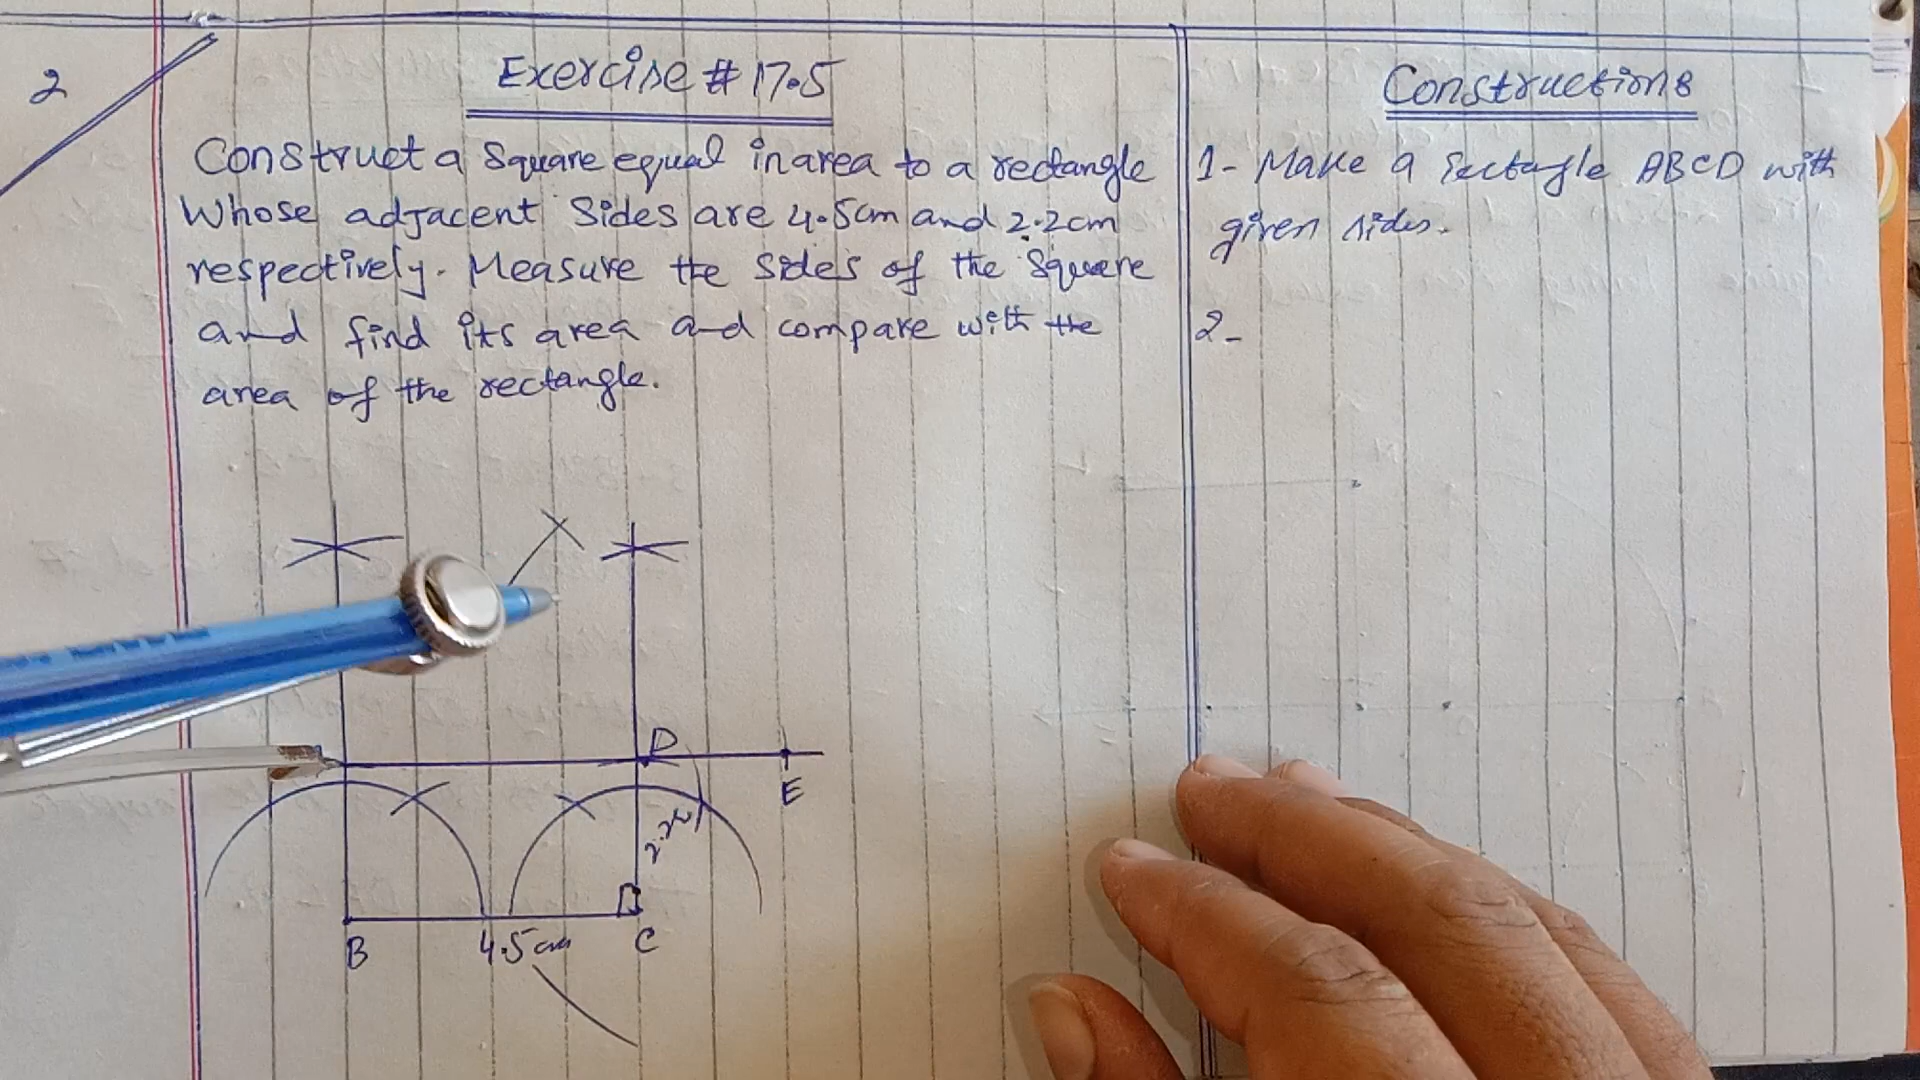 2
Exercise # 17.5
Construct a Square equal in area to a rectangle
Whose adjacent Sides are 4.5cm and 2.2cm
respectively. Measure the Sides of the Square
and find its area and compare with the
area of the rectangle.
Constructions
1- Make a rectangle ABCD with
given sides.
2-
D
E
2.2
B
4.5cm
C